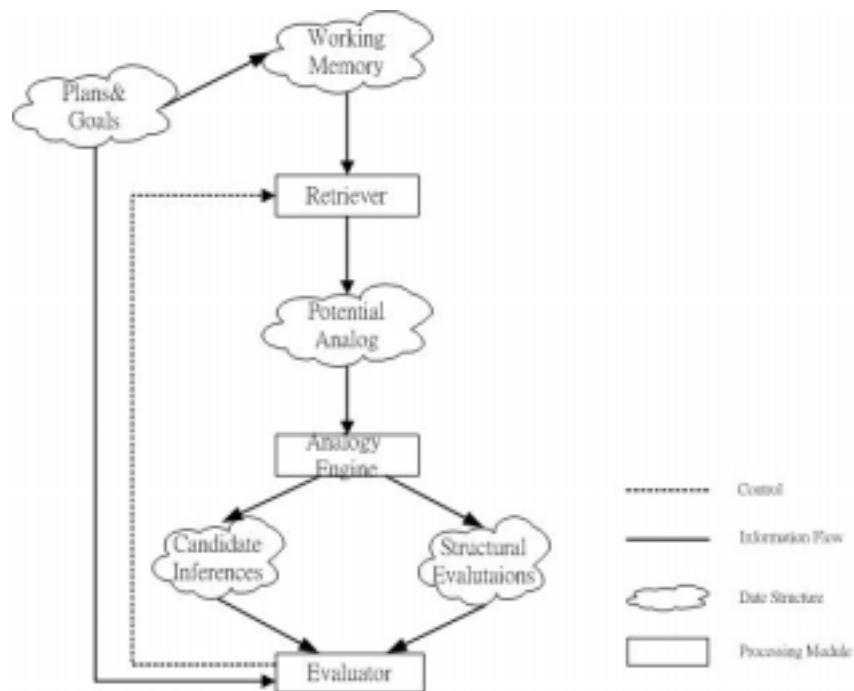 Working
Memory
Plans&
Goals
Retriever
Potential
Analog
Analogy
Engine
Candidate
Inferences
Structural
Evalutaions
Evaluator
Control
Information Flow
Date Structure
Processing Module